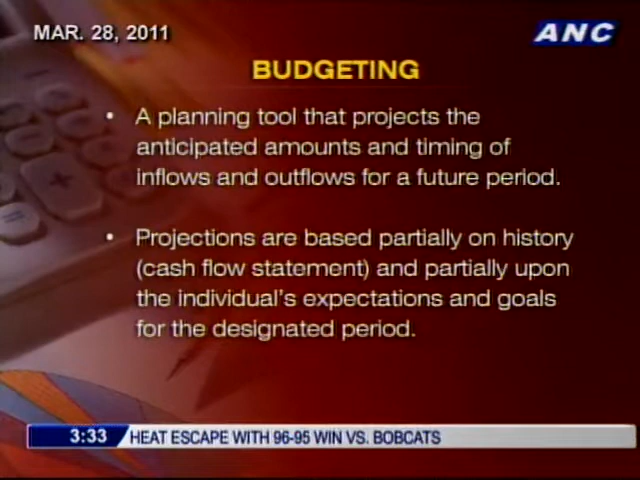 MAR. 28, 2011
ANC
BUDGETING
• A planning tool that projects the
anticipated amounts and timing of
inflows and outflows for a future period.
• Projections are based partially on history
(cash flow statement) and partially upon
the individual's expectations and goals
for the designated period.
3:33 HEAT ESCAPE WITH 96-95 WIN VS. BOBCATS